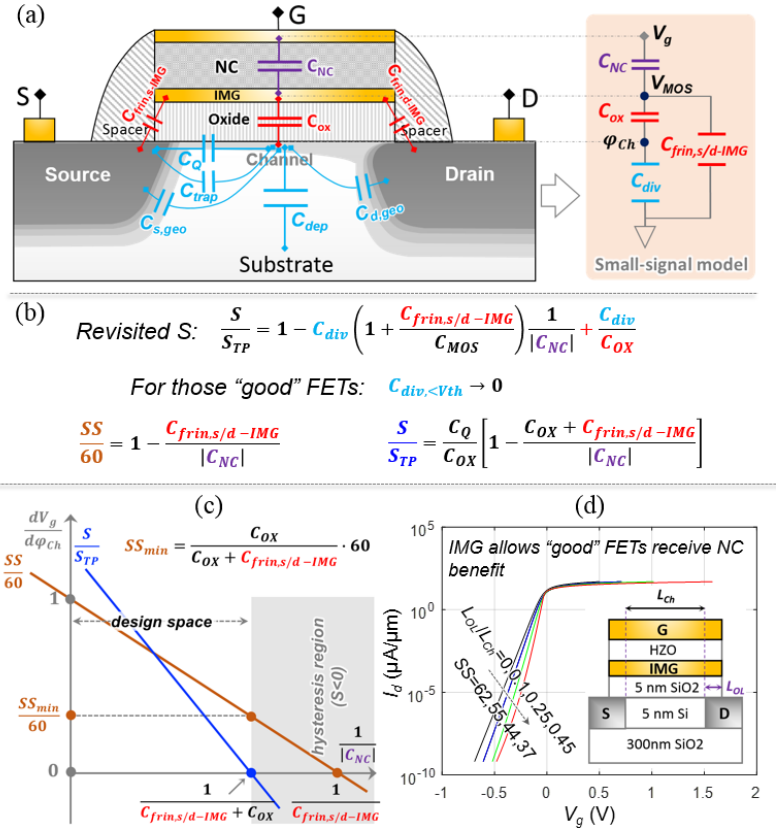 (a)
G
V_g
NC
C_NC
C_NC
C_frin,s-IMG
C_frin,d-IMG
V_MOS
S
IMG
D
Spacer
Oxide
C_ox
Spacer
C_ox
φ_Ch
C_frin,s/d-IMG
Channel
Source
C_Q
Drain
C_trap
C_div
C_s,geo
C_dep
C_d,geo
Substrate
Small-signal model
(b)
Revisited S: S/S_TP = 1 − C_div (1 + C_frin,s/d−IMG/C_MOS) 1/|C_NC| + C_div/C_OX
For those “good” FETs: C_div,<Vth → 0
SS/60 = 1 − C_frin,s/d−IMG/|C_NC|
S/S_TP = C_Q/C_OX [1 − (C_OX + C_frin,s/d−IMG)/|C_NC|]
(c)
dV_g/dφ_Ch
S/S_TP
SS_min = C_OX/(C_OX + C_frin,s/d−IMG) · 60
SS/60
1
design space
hysteresis region
(S<0)
SS_min/60
1/|C_NC|
0
1/(C_frin,s/d−IMG + C_OX)
1/C_frin,s/d−IMG
(d)
10^5
IMG allows “good” FETs receive NC
benefit
10^0
10^-5
10^-10
I_d (μA/μm)
L_OL/L_Ch=0,0.1,0.25,0.45
SS=62,55,44,37
L_Ch
G
HZO
IMG
5 nm SiO2
L_OL
S
5 nm Si
D
300nm SiO2
-1 -0.5 0 0.5 1 1.5 2
V_g (V)